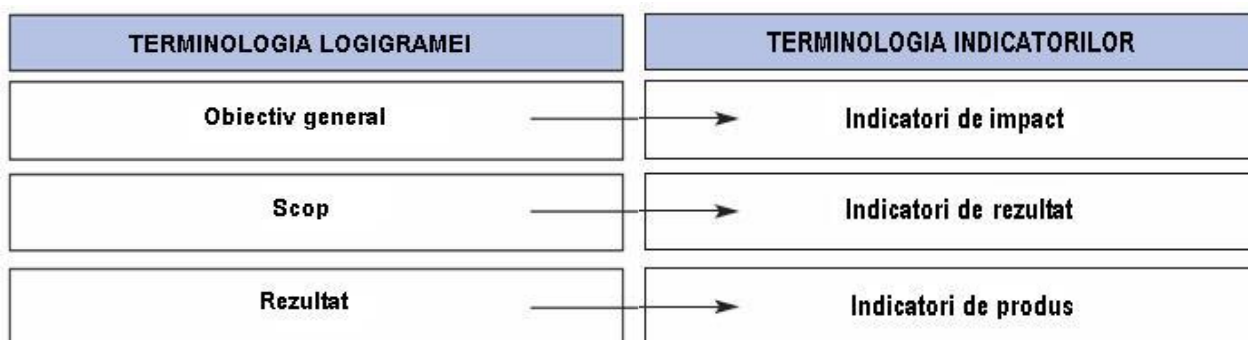 TERMINOLOGIA LOGIGRAMEI
TERMINOLOGIA INDICATORILOR
Obiectiv general
Indicatori de impact
Scop
Indicatori de rezultat
Rezultat
Indicatori de produs